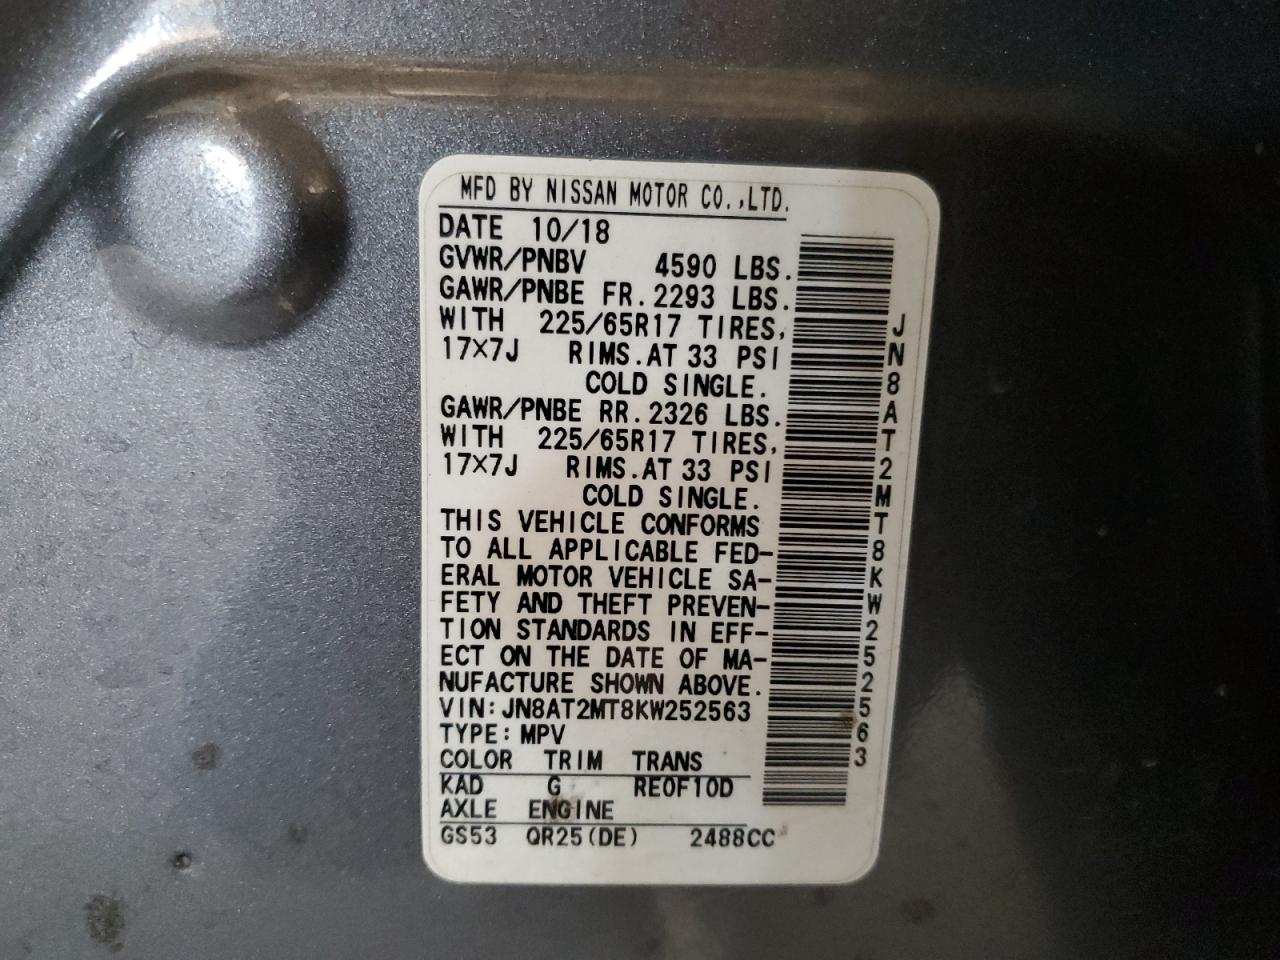 MFD BY NISSAN MOTOR CO.,LTD.
DATE 10/18
GVWR/PNBV 4590 LBS.
GAWR/PNBE FR.2293 LBS.
WITH 225/65R17 TIRES,
17×7J RIMS.AT 33 PSI
COLD SINGLE.
GAWR/PNBE RR.2326 LBS.
WITH 225/65R17 TIRES,
17×7J RIMS.AT 33 PSI
COLD SINGLE.
THIS VEHICLE CONFORMS
TO ALL APPLICABLE FED-
ERAL MOTOR VEHICLE SA-
FETY AND THEFT PREVEN-
TION STANDARDS IN EFF-
ECT ON THE DATE OF MA-
NUFACTURE SHOWN ABOVE.
VIN:JN8AT2MT8KW252563
TYPE:MPV
COLOR TRIM TRANS
KAD G RE0F10D
AXLE ENGINE
GS53 QR25(DE) 2488CC
JN8AT2MT8KW252563